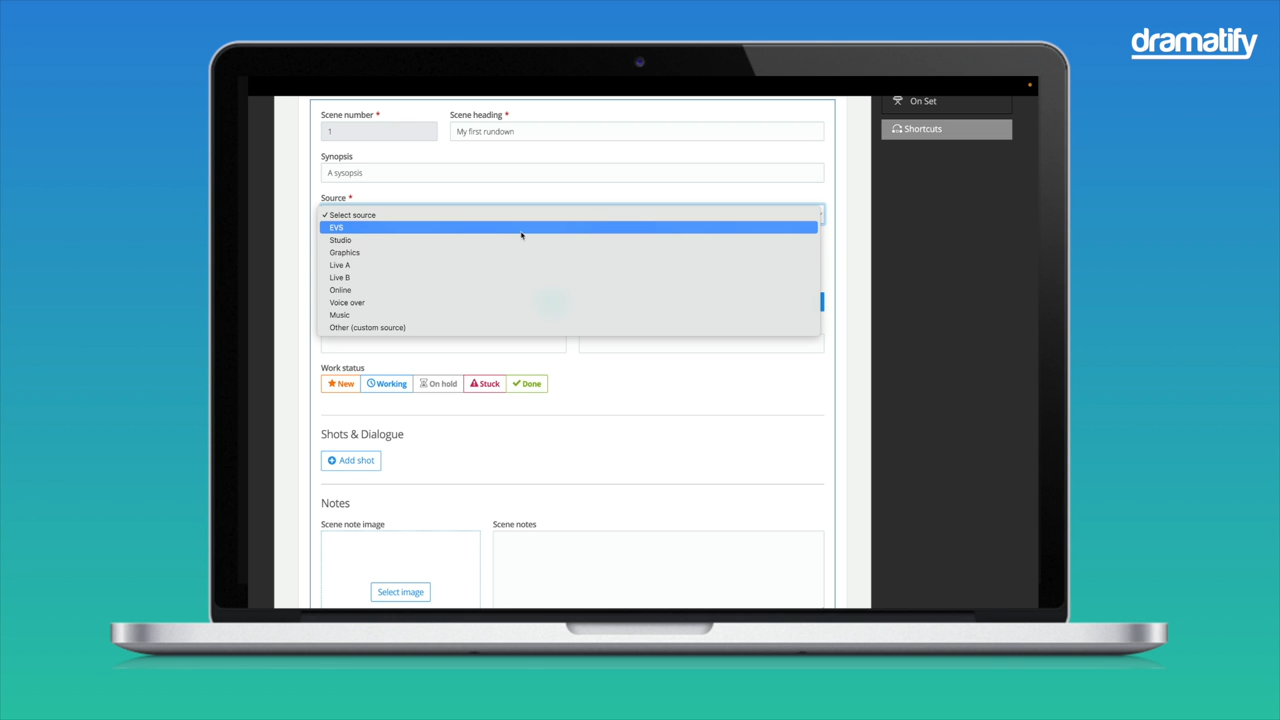 dramatify
On Set
Shortcuts
Scene number *
Scene heading *
1
My first rundown
Synopsis
A sysopsis
Source *
✓ Select source
EVS
Studio
Graphics
Live A
Live B
Online
Voice over
Music
Other (custom source)
Work status
New
Working
On hold
Stuck
Done
Shots & Dialogue
Add shot
Notes
Scene note image
Scene notes
Select image